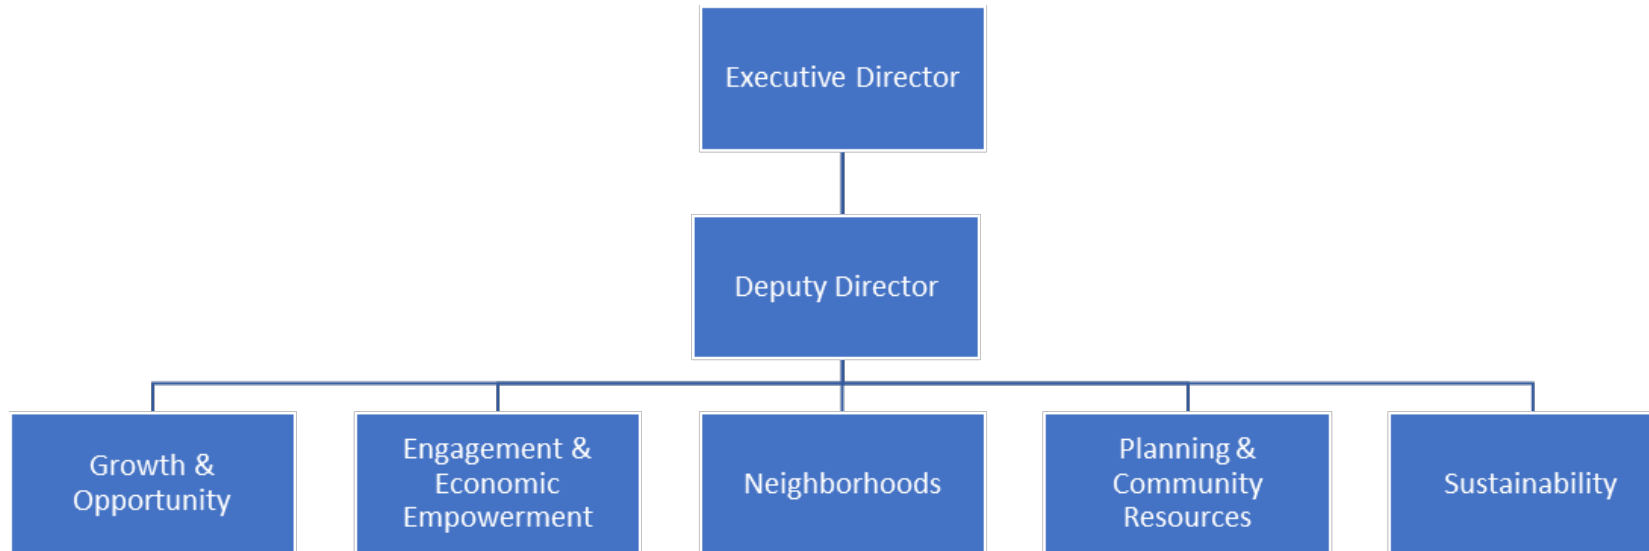 Executive Director
Deputy Director
Growth &
Opportunity
Engagement &
Economic
Empowerment
Neighborhoods
Planning &
Community
Resources
Sustainability